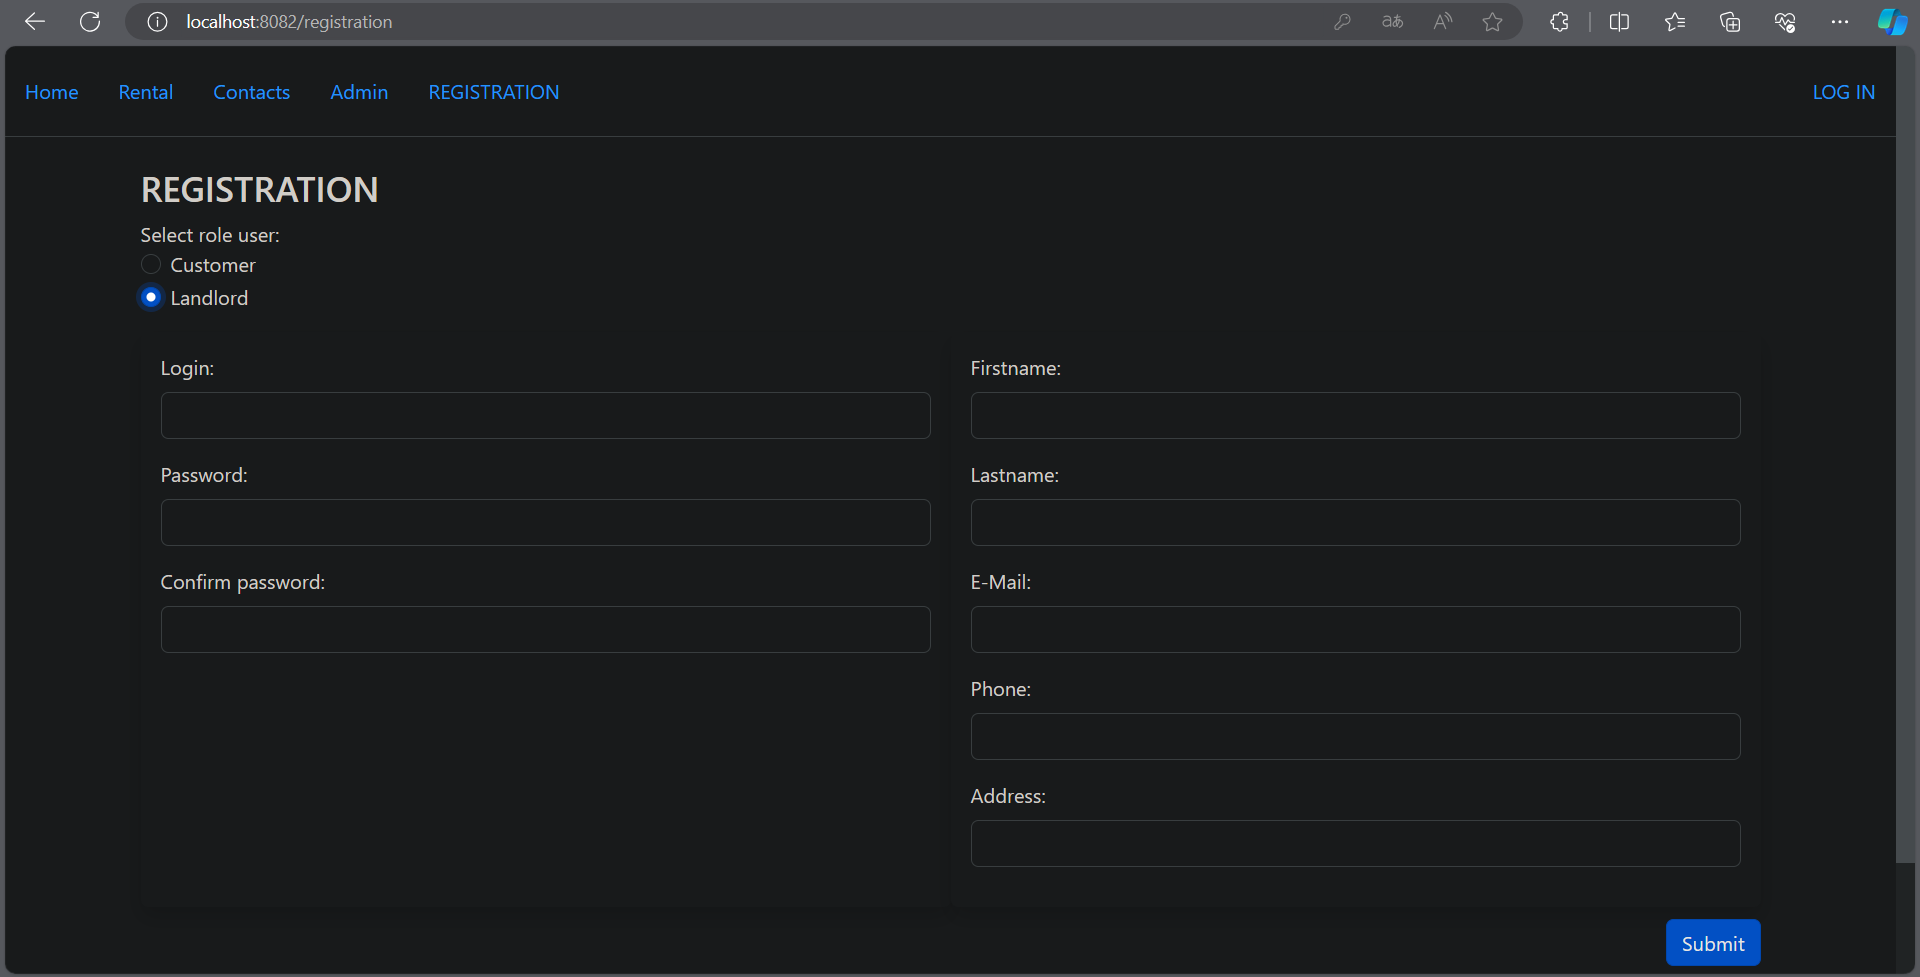 localhost:8082/registration
Home Rental Contacts Admin REGISTRATION LOG IN
REGISTRATION
Select role user:
Customer
Landlord
Login:
Password:
Confirm password:
Firstname:
Lastname:
E-Mail:
Phone:
Address:
Submit